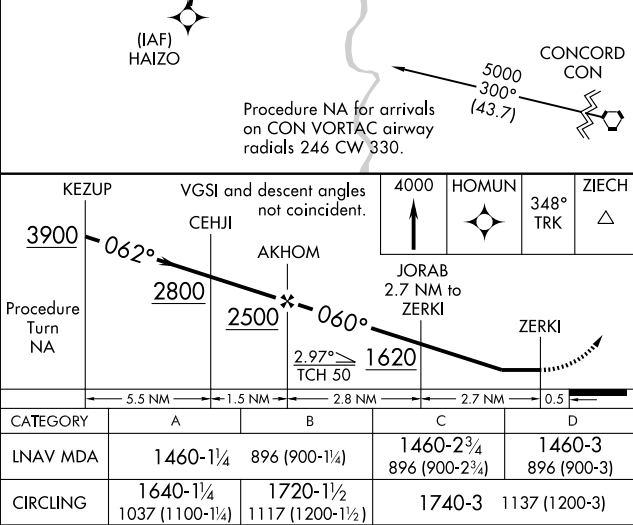 (IAF)
HAIZO
CONCORD
CON
5000
300°
(43.7)
Procedure NA for arrivals
on CON VORTAC airway
radials 246 CW 330.
KEZUP
VGSI and descent angles
not coincident.
CEHJI
AKHOM
4000
HOMUN
348°
TRK
ZIECH
3900
062°
2800
2500
060°
JORAB
2.7 NM to
ZERKI
ZERKI
Procedure
Turn
NA
2.97°
TCH 50
1620
5.5 NM
1.5 NM
2.8 NM
2.7 NM
0.5
CATEGORY A B C D
LNAV MDA 1460-1¼ 896 (900-1¼) 1460-2¾ 1460-3
896 (900-2¾) 896 (900-3)
CIRCLING 1640-1¼ 1720-1½ 1740-3 1137 (1200-3)
1037 (1100-1¼) 1117 (1200-1½)